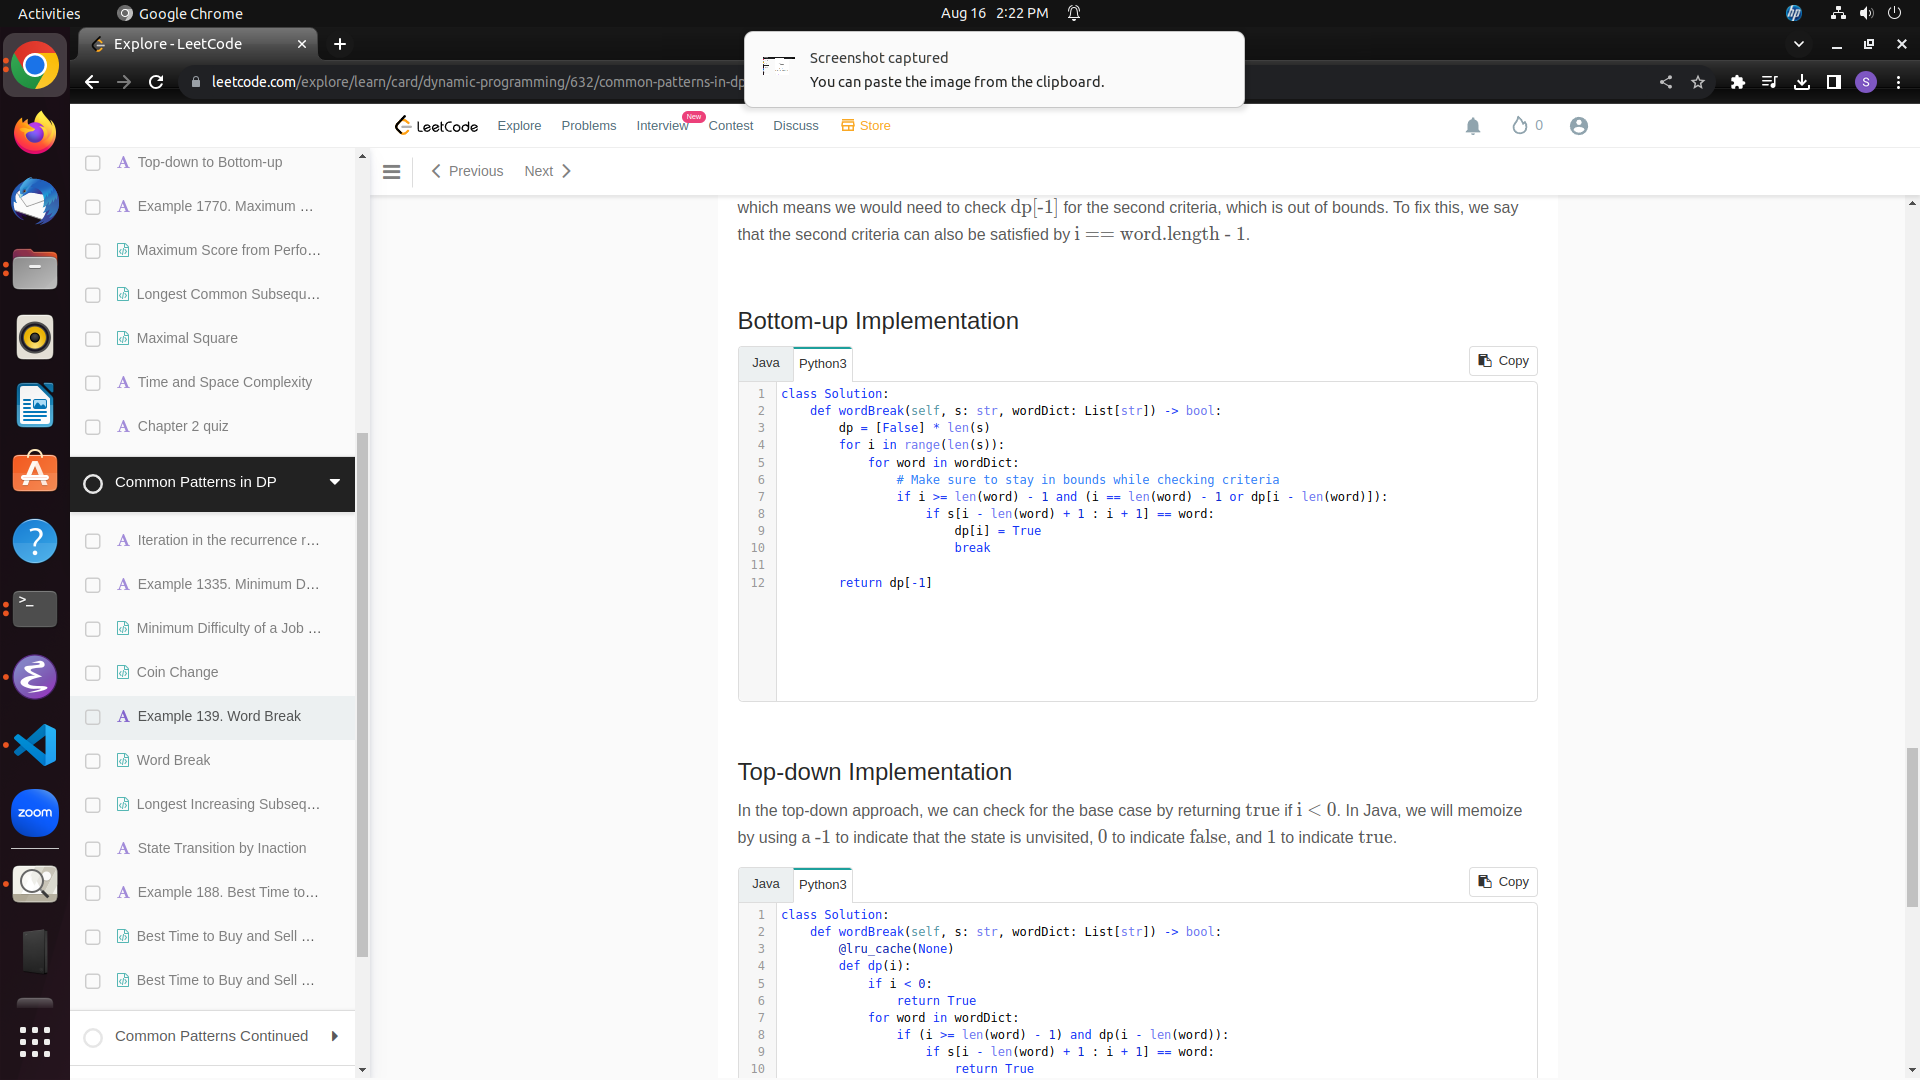 Activities
Google Chrome
Aug 16 2:22 PM
Explore - LeetCode
leetcode.com/explore/learn/card/dynamic-programming/632/common-patterns-in-dp
Screenshot captured
You can paste the image from the clipboard.
S
LeetCode
Explore
Problems
Interview
New
Contest
Discuss
Store
0
Previous
Next
A Top-down to Bottom-up
A Example 1770. Maximum ...
Maximum Score from Perfo...
Longest Common Subsequ...
Maximal Square
A Time and Space Complexity
A Chapter 2 quiz
Common Patterns in DP
A Iteration in the recurrence r...
A Example 1335. Minimum D...
Minimum Difficulty of a Job ...
Coin Change
A Example 139. Word Break
Word Break
Longest Increasing Subseq...
A State Transition by Inaction
A Example 188. Best Time to...
Best Time to Buy and Sell ...
Best Time to Buy and Sell ...
Common Patterns Continued
zoom
which means we would need to check dp[-1] for the second criteria, which is out of bounds. To fix this, we say
that the second criteria can also be satisfied by i == word.length - 1.
Bottom-up Implementation
Java Python3 Copy
1 class Solution:
2 def wordBreak(self, s: str, wordDict: List[str]) -> bool:
3 dp = [False] * len(s)
4 for i in range(len(s)):
5 for word in wordDict:
6 # Make sure to stay in bounds while checking criteria
7 if i >= len(word) - 1 and (i == len(word) - 1 or dp[i - len(word)]):
8 if s[i - len(word) + 1 : i + 1] == word:
9 dp[i] = True
10 break
11
12 return dp[-1]
Top-down Implementation
In the top-down approach, we can check for the base case by returning true if i < 0. In Java, we will memoize
by using a -1 to indicate that the state is unvisited, 0 to indicate false, and 1 to indicate true.
Java Python3 Copy
1 class Solution:
2 def wordBreak(self, s: str, wordDict: List[str]) -> bool:
3 @lru_cache(None)
4 def dp(i):
5 if i < 0:
6 return True
7 for word in wordDict:
8 if (i >= len(word) - 1) and dp(i - len(word)):
9 if s[i - len(word) + 1 : i + 1] == word:
10 return True